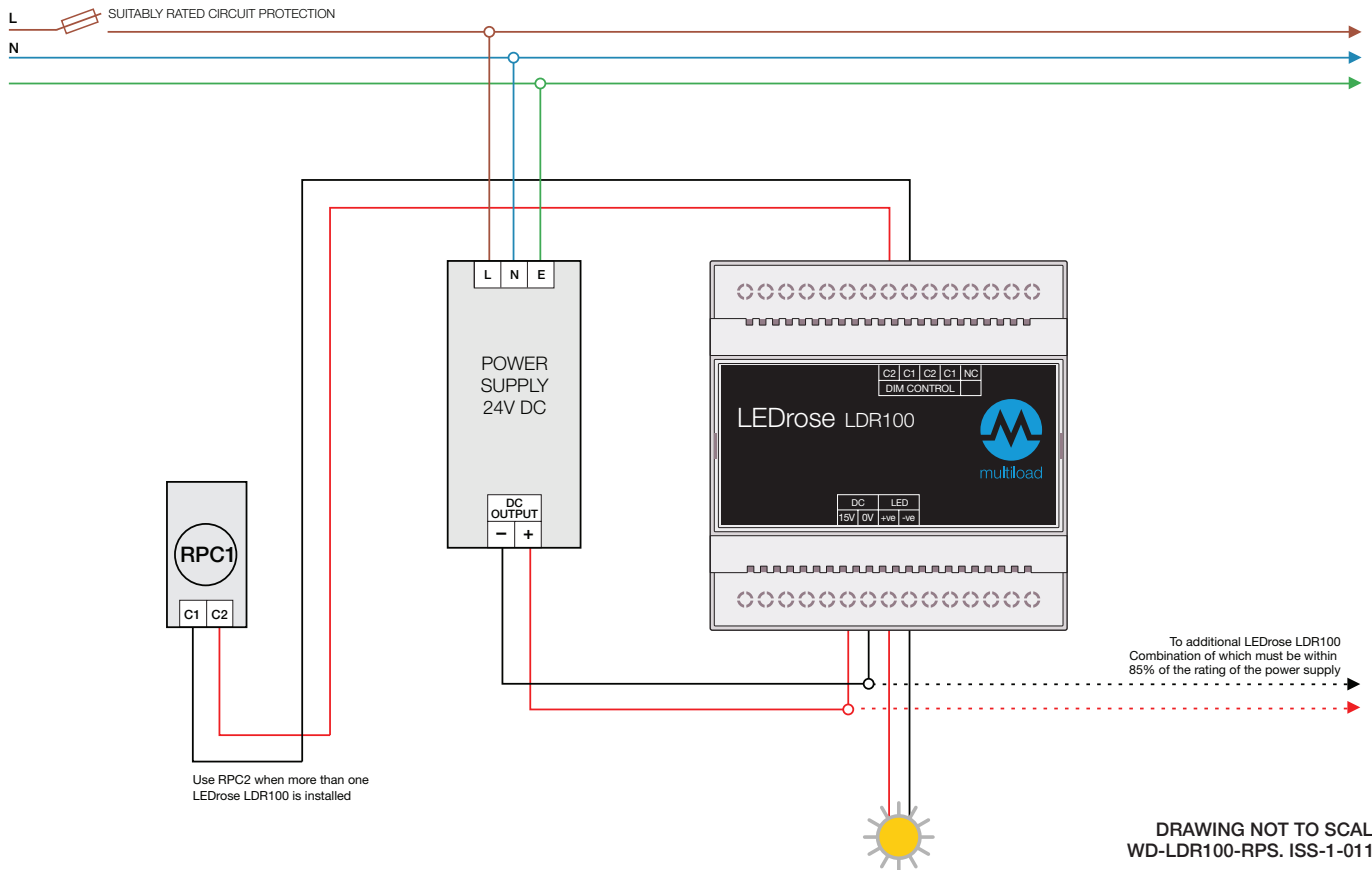 L
SUITABLY RATED CIRCUIT PROTECTION
N
L N E
POWER
SUPPLY
24V DC
DC
OUTPUT
− +
C2 C1 C2 C1 NC
DIM CONTROL
LEDrose LDR100
multiload
DC LED
15V 0V +ve -ve
RPC1
C1 C2
Use RPC2 when more than one
LEDrose LDR100 is installed
To additional LEDrose LDR100
Combination of which must be within
85% of the rating of the power supply
DRAWING NOT TO SCAL
WD-LDR100-RPS. ISS-1-011